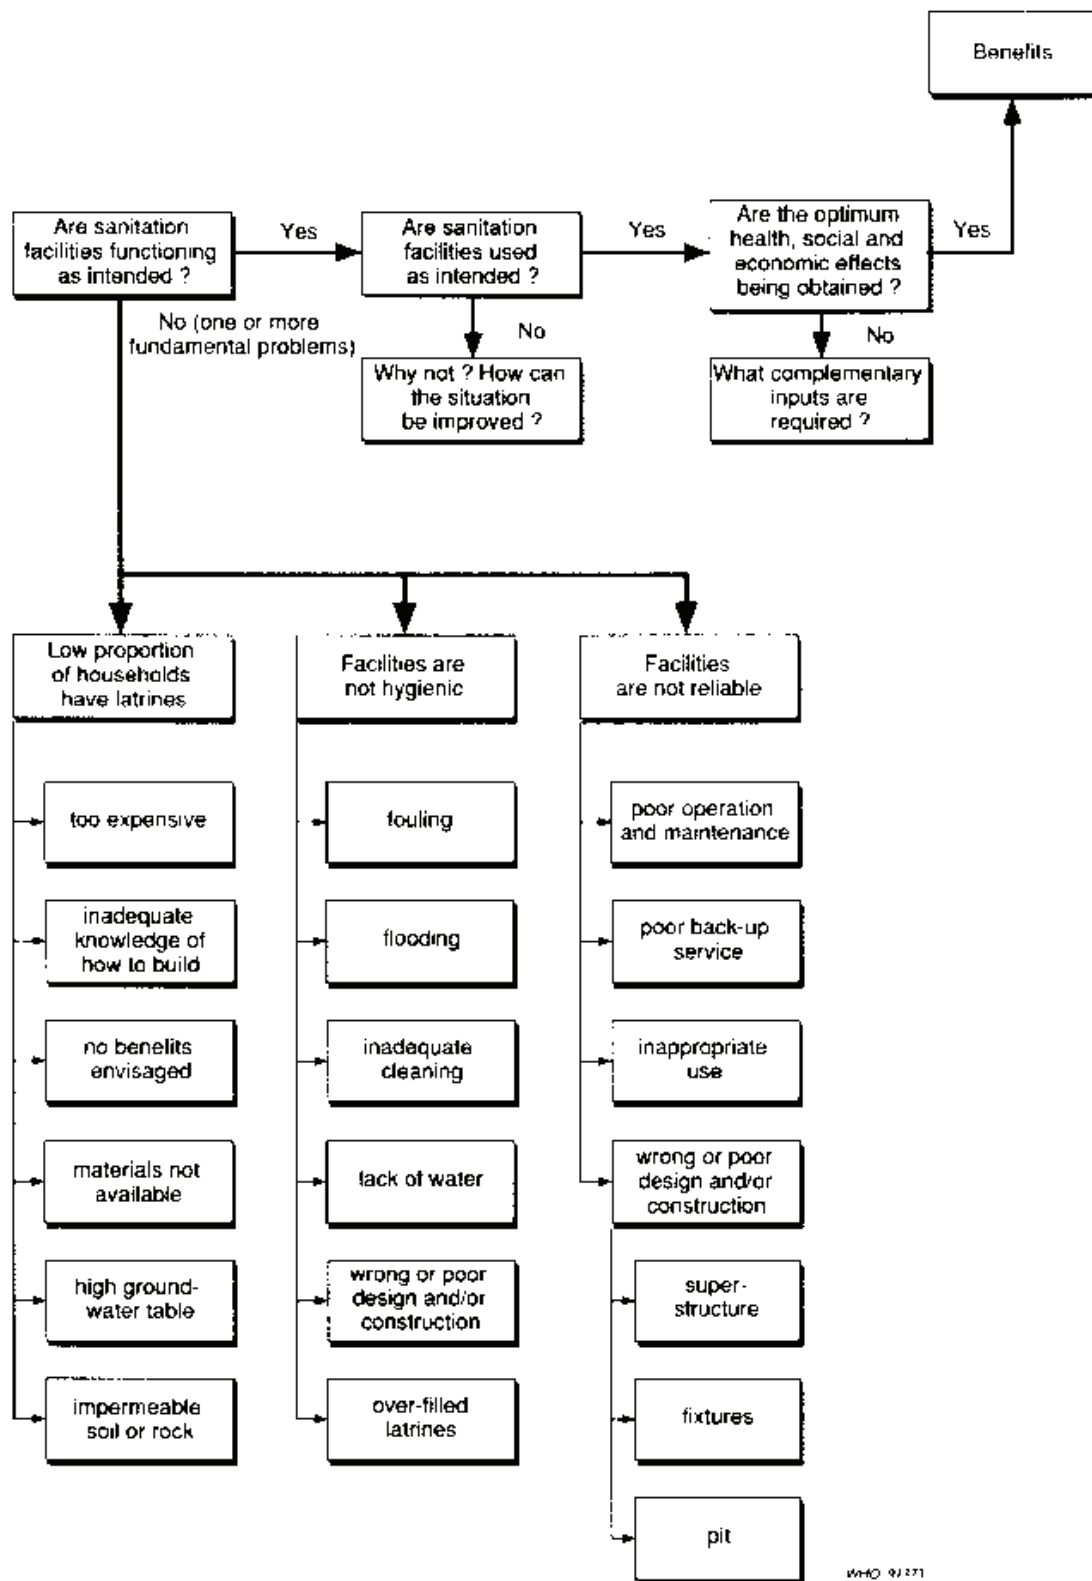 Benefits
Are sanitation
facilities functioning
as intended ?
Yes
Are sanitation
facilities used
as intended ?
Yes
Are the optimum
health, social and
economic effects
being obtained ?
Yes
No (one or more
fundamental problems)
No
Why not ? How can
the situation
be improved ?
No
What complementary
inputs are
required ?
Low proportion
of households
have latrines
Facilities are
not hygienic
Facilities
are not reliable
too expensive
inadequate
knowledge of
how to build
no benefits
envisaged
materials not
available
high ground-
water table
impermeable
soil or rock
fouling
flooding
inadequate
cleaning
lack of water
wrong or poor
design and/or
construction
over-filled
latrines
poor operation
and maintenance
poor back-up
service
inappropriate
use
wrong or poor
design and/or
construction
super-
structure
fixtures
pit
WHO